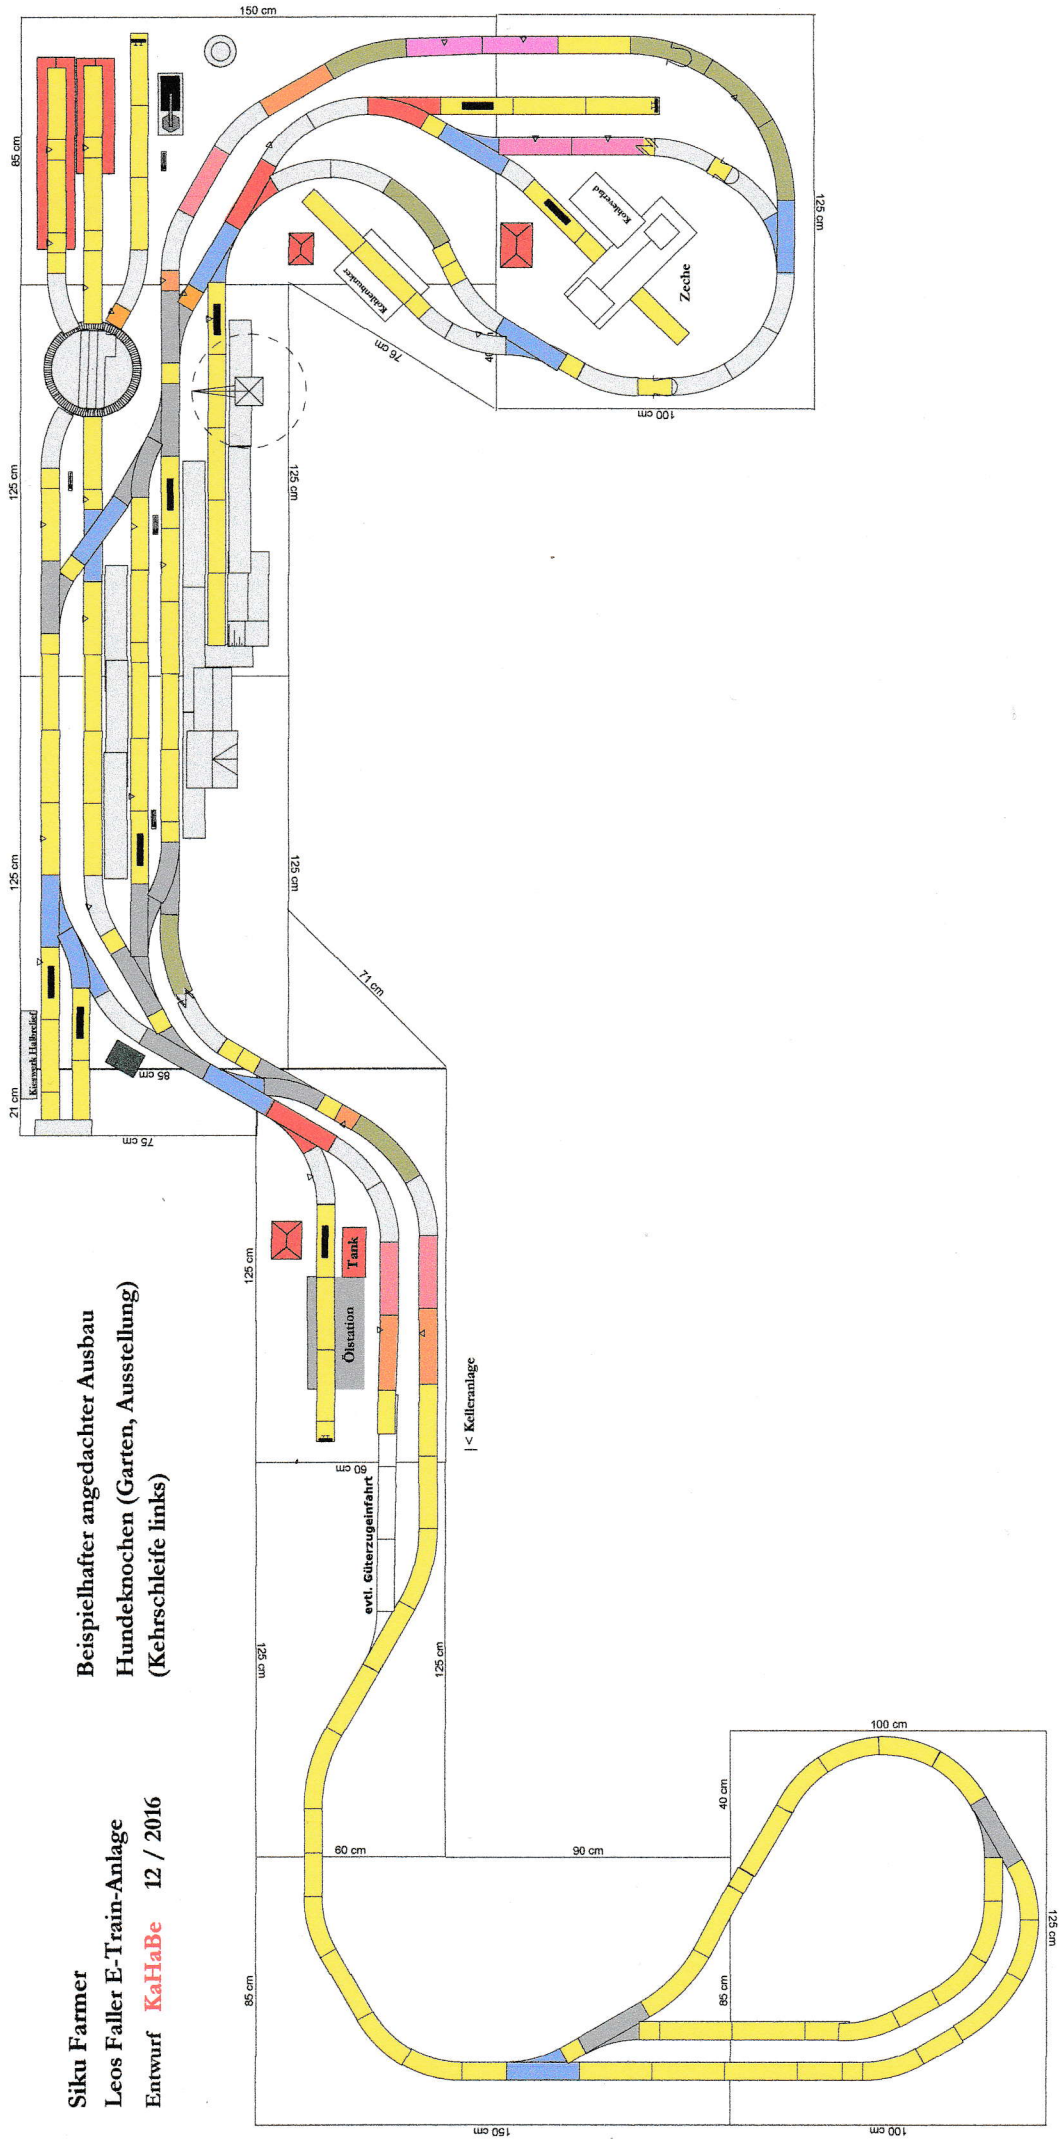 150 cm
85 cm
125 cm
Kohleverlad
Zeche
Kohlenbunker
76 cm
100 cm
125 cm
125 cm
125 cm
125 cm
71 cm
Kieswerk Halbrelief
21 cm
85 cm
75 cm
125 cm
Tank
Ölstation
|< Kelleranlage
60 cm
evtl. Güterzugeinfahrt
125 cm
125 cm
60 cm
90 cm
100 cm
40 cm
85 cm
85 cm
125 cm
150 cm
100 cm
Siku Farmer
Leos Faller E-Train-Anlage
Entwurf KaHaBe 12 / 2016
Beispielhafter angedachter Ausbau
Hundeknochen (Garten, Ausstellung)
(Kehrschleife links)